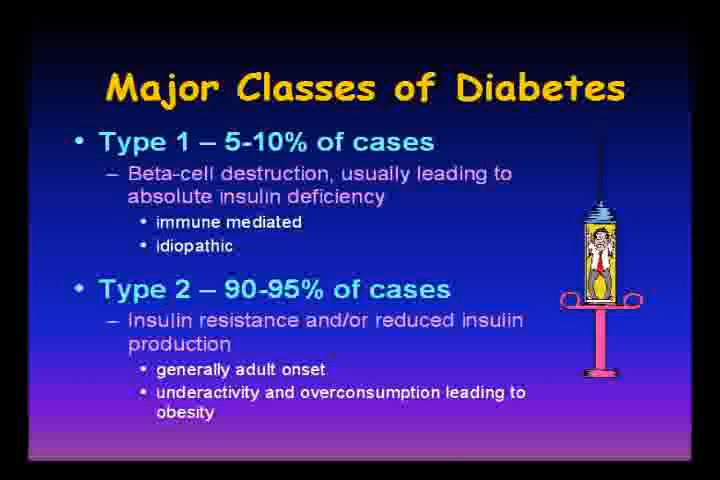 Major Classes of Diabetes
• Type 1 – 5-10% of cases
– Beta-cell destruction, usually leading to
absolute insulin deficiency
• immune mediated
• idiopathic
• Type 2 – 90-95% of cases
– Insulin resistance and/or reduced insulin
production
• generally adult onset
• underactivity and overconsumption leading to
obesity